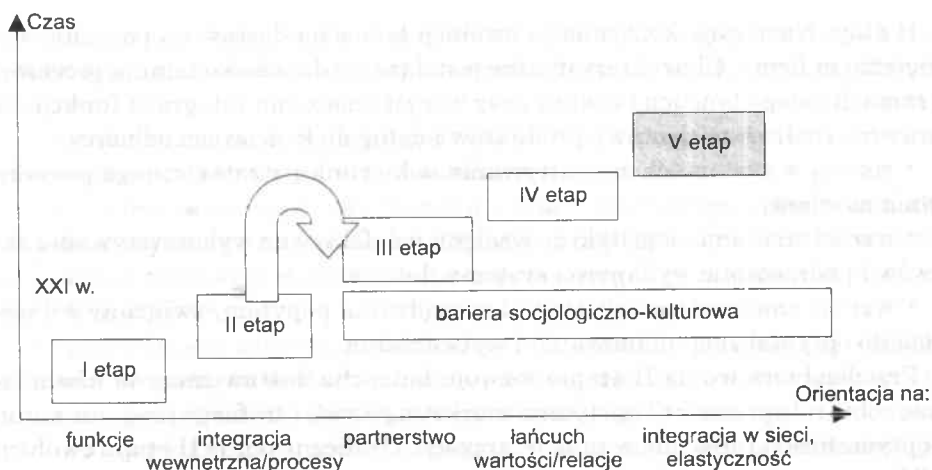 Czas
V etap
IV etap
III etap
XXI w.
II etap
bariera socjologiczno-kulturowa
I etap
Orientacja na:
funkcje
integracja
wewnętrzna/procesy
partnerstwo
łańcuch
wartości/relacje
integracja w sieci,
elastyczność